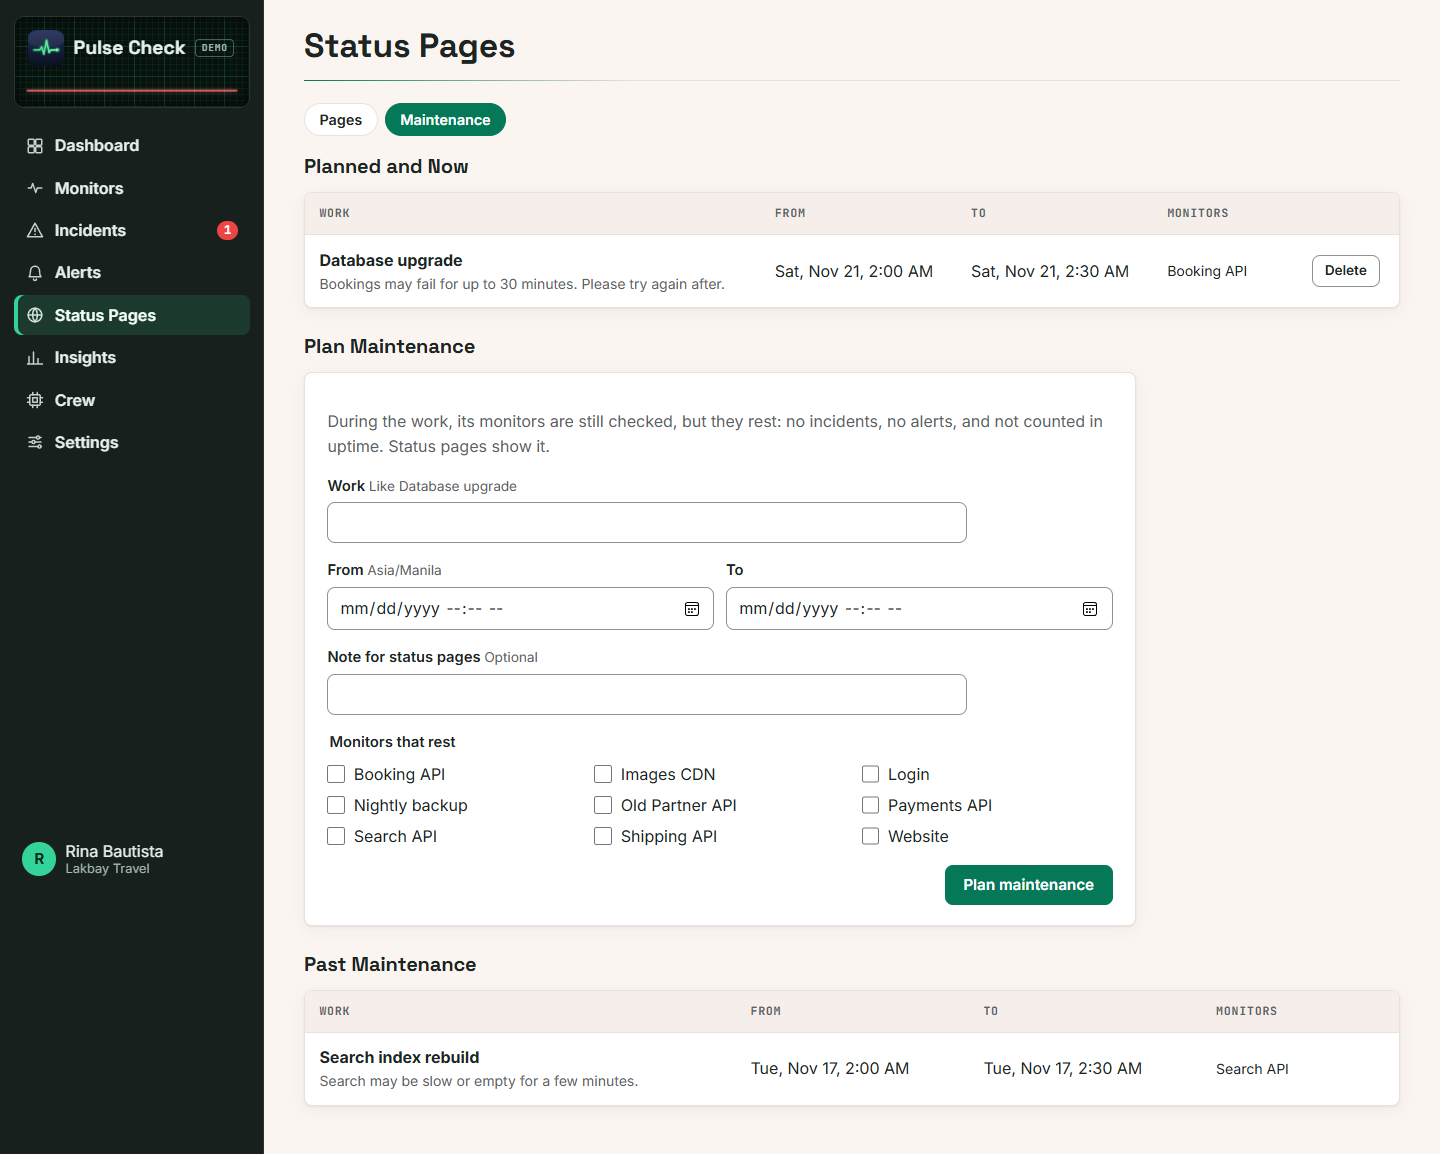 Pulse Check DEMO
Dashboard
Monitors
Incidents 1
Alerts
Status Pages
Insights
Crew
Settings
R
Rina Bautista
Lakbay Travel
Status Pages
Pages Maintenance
Planned and Now
WORK FROM TO MONITORS
Database upgrade
Bookings may fail for up to 30 minutes. Please try again after.
Sat, Nov 21, 2:00 AM Sat, Nov 21, 2:30 AM Booking API Delete
Plan Maintenance
During the work, its monitors are still checked, but they rest: no incidents, no alerts, and not counted in
uptime. Status pages show it.
Work Like Database upgrade
From Asia/Manila To
mm/dd/yyyy --:-- -- mm/dd/yyyy --:-- --
Note for status pages Optional
Monitors that rest
Booking API Images CDN Login
Nightly backup Old Partner API Payments API
Search API Shipping API Website
Plan maintenance
Past Maintenance
WORK FROM TO MONITORS
Search index rebuild
Search may be slow or empty for a few minutes.
Tue, Nov 17, 2:00 AM Tue, Nov 17, 2:30 AM Search API